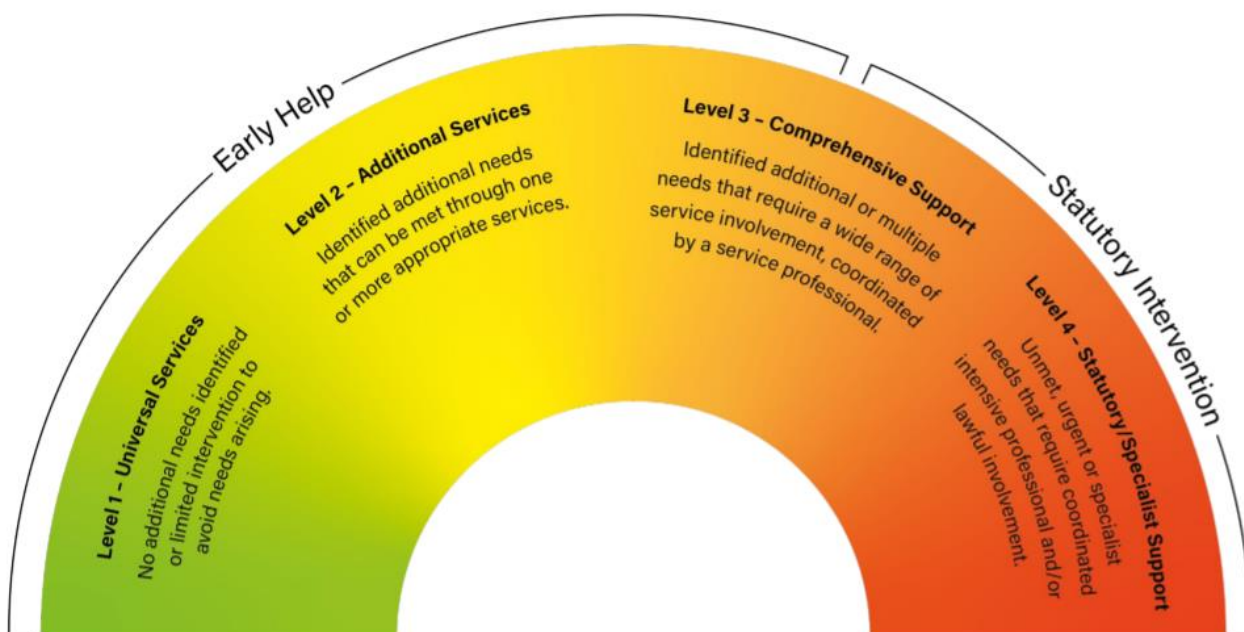 Early Help
Statutory Intervention
Level 1 – Universal Services
No additional needs identified
or limited intervention to
avoid needs arising.
Level 2 – Additional Services
Identified additional needs
that can be met through one
or more appropriate services.
Level 3 – Comprehensive Support
Identified additional or multiple
needs that require a wide range of
service involvement, coordinated
by a service professional.
Level 4 – Statutory/Specialist Support
Unmet, urgent or specialist
needs that require coordinated
intensive professional and/or
lawful involvement.